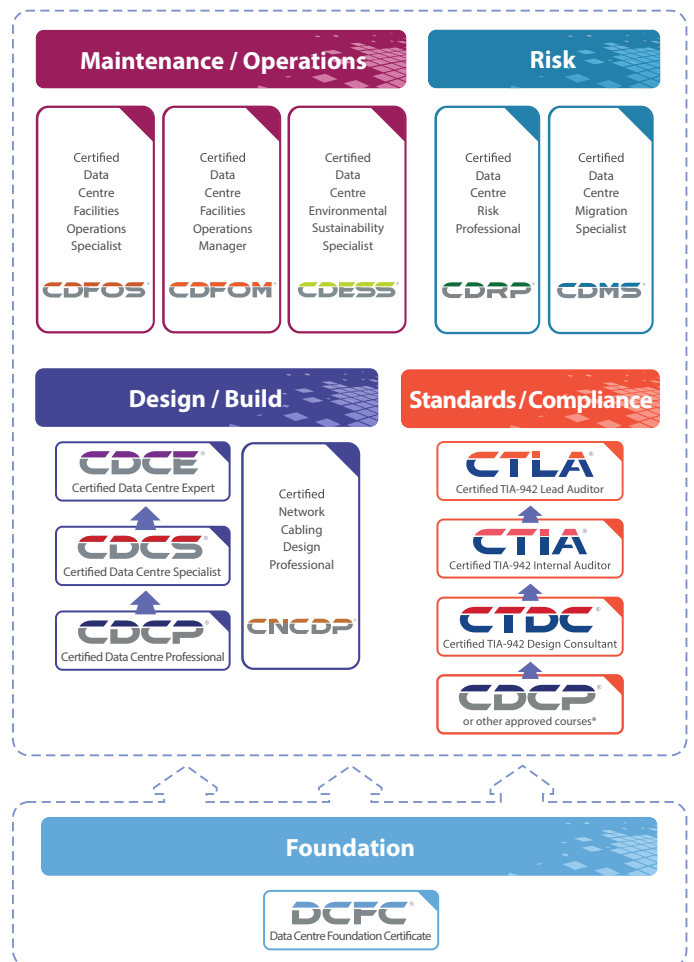 Maintenance / Operations
Certified
Data
Centre
Facilities
Operations
Specialist
CDFOS®
Certified
Data
Centre
Facilities
Operations
Manager
CDFOM®
Certified
Data
Centre
Environmental
Sustainability
Specialist
CDESS®
Risk
Certified
Data
Centre
Risk
Professional
CDRP®
Certified
Data
Centre
Migration
Specialist
CDMS®
Design / Build
CDCE®
Certified Data Centre Expert
CDCS®
Certified Data Centre Specialist
CDCP®
Certified Data Centre Professional
Certified
Network
Cabling
Design
Professional
CNCDP®
Standards/Compliance
CTLA®
Certified TIA-942 Lead Auditor
CTIA®
Certified TIA-942 Internal Auditor
CTDC®
Certified TIA-942 Design Consultant
CDCP®
or other approved courses*
Foundation
DCFC®
Data Centre Foundation Certificate